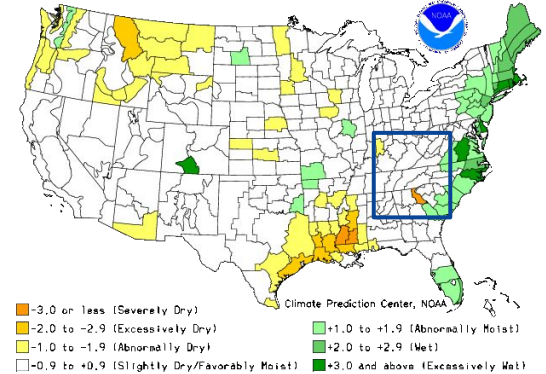 NOAA
Climate Prediction Center, NOAA
-3.0 or less (Severely Dry)
-2.0 to -2.9 (Excessively Dry)
-1.0 to -1.9 (Abnormally Dry)
-0.9 to +0.9 (Slightly Dry/Favorably Moist)
+1.0 to +1.9 (Abnormally Moist)
+2.0 to +2.9 (Wet)
+3.0 and above (Excessively Wet)